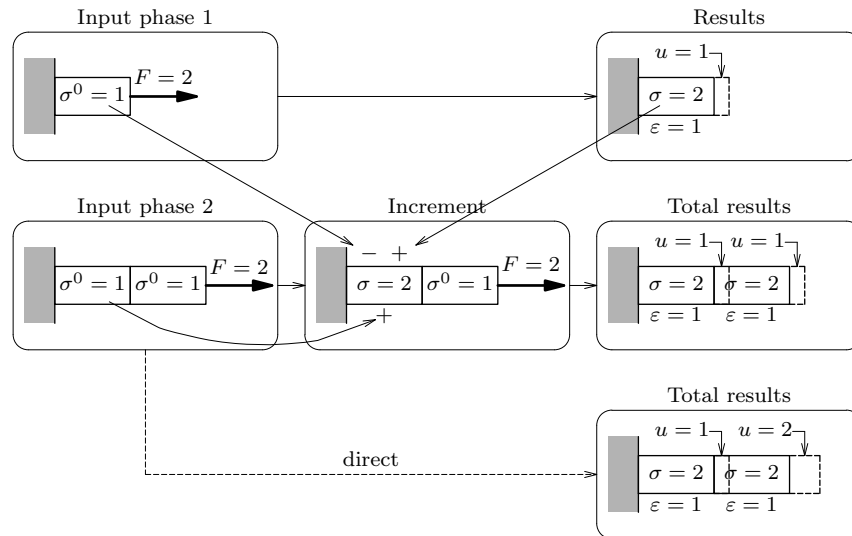 Input phase 1
Results
σ⁰ = 1
F = 2
u = 1
σ = 2
ε = 1
Input phase 2
Increment
Total results
σ⁰ = 1
σ⁰ = 1
F = 2
− +
σ = 2
σ⁰ = 1
F = 2
+
u = 1
u = 1
σ = 2
σ = 2
ε = 1
ε = 1
Total results
direct
u = 1
u = 2
σ = 2
σ = 2
ε = 1
ε = 1